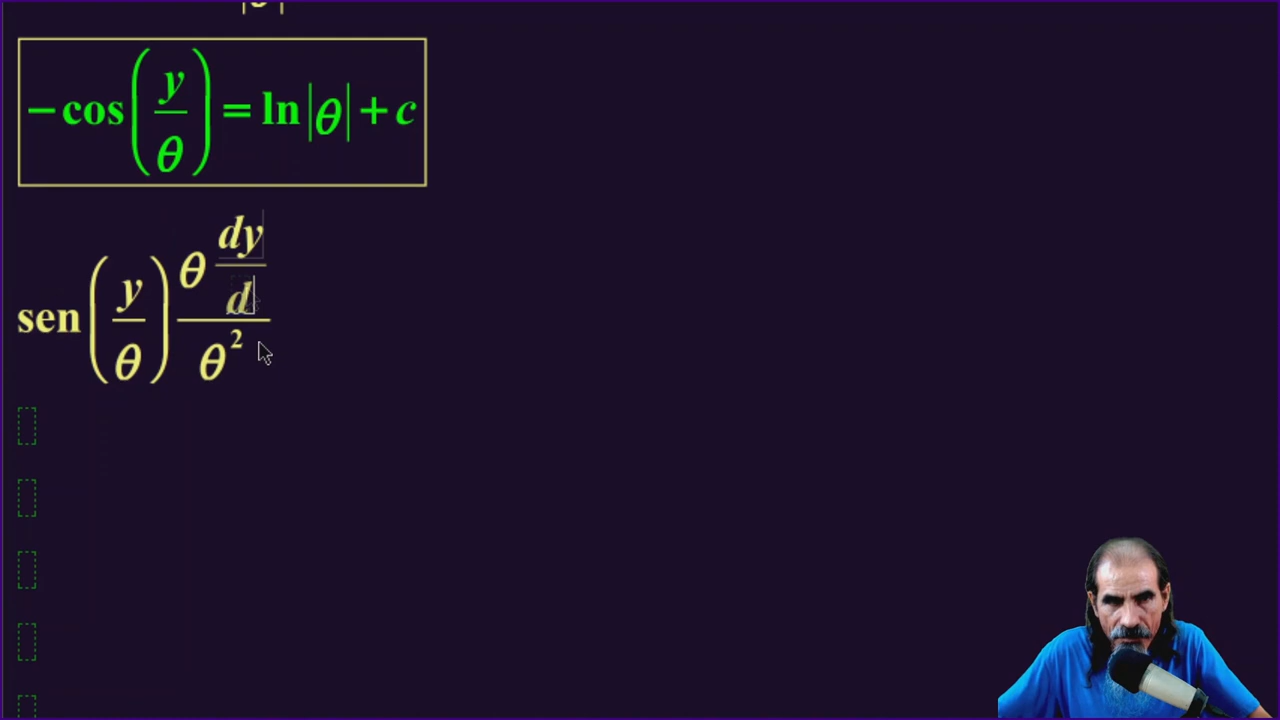 −cos(y/θ) = ln|θ| + c
sen(y/θ) (θ dy/d)/θ²